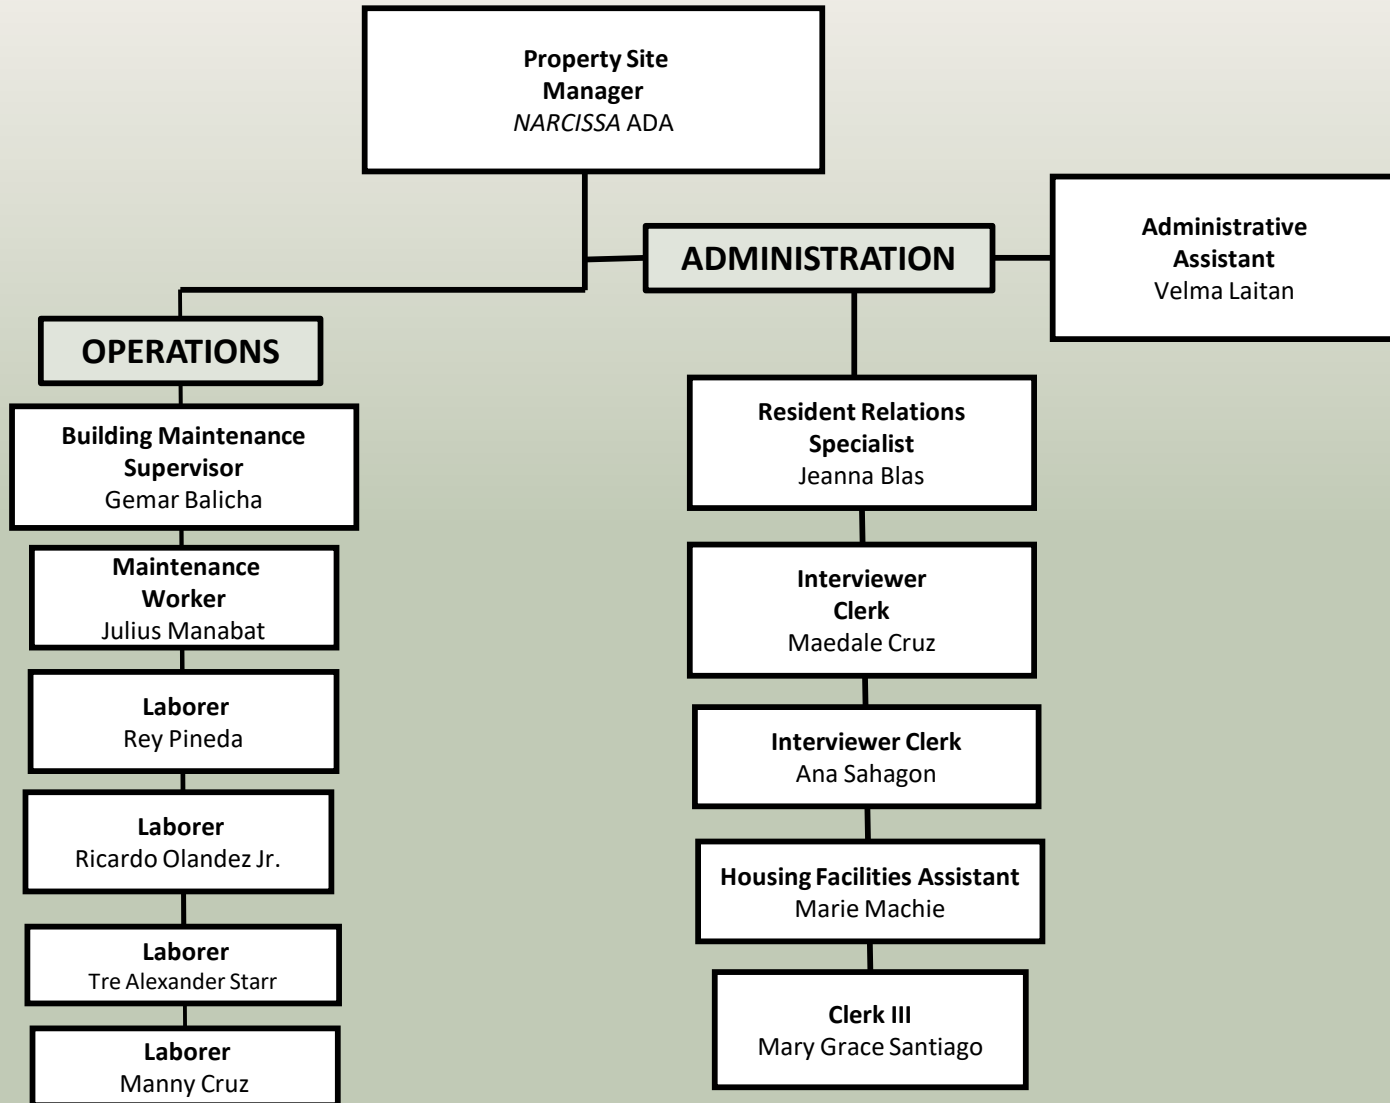 Property Site
Manager
NARCISSA ADA
ADMINISTRATION
Administrative
Assistant
Velma Laitan
OPERATIONS
Building Maintenance
Supervisor
Gemar Balicha
Maintenance
Worker
Julius Manabat
Laborer
Rey Pineda
Laborer
Ricardo Olandez Jr.
Laborer
Tre Alexander Starr
Laborer
Manny Cruz
Resident Relations
Specialist
Jeanna Blas
Interviewer
Clerk
Maedale Cruz
Interviewer Clerk
Ana Sahagon
Housing Facilities Assistant
Marie Machie
Clerk III
Mary Grace Santiago